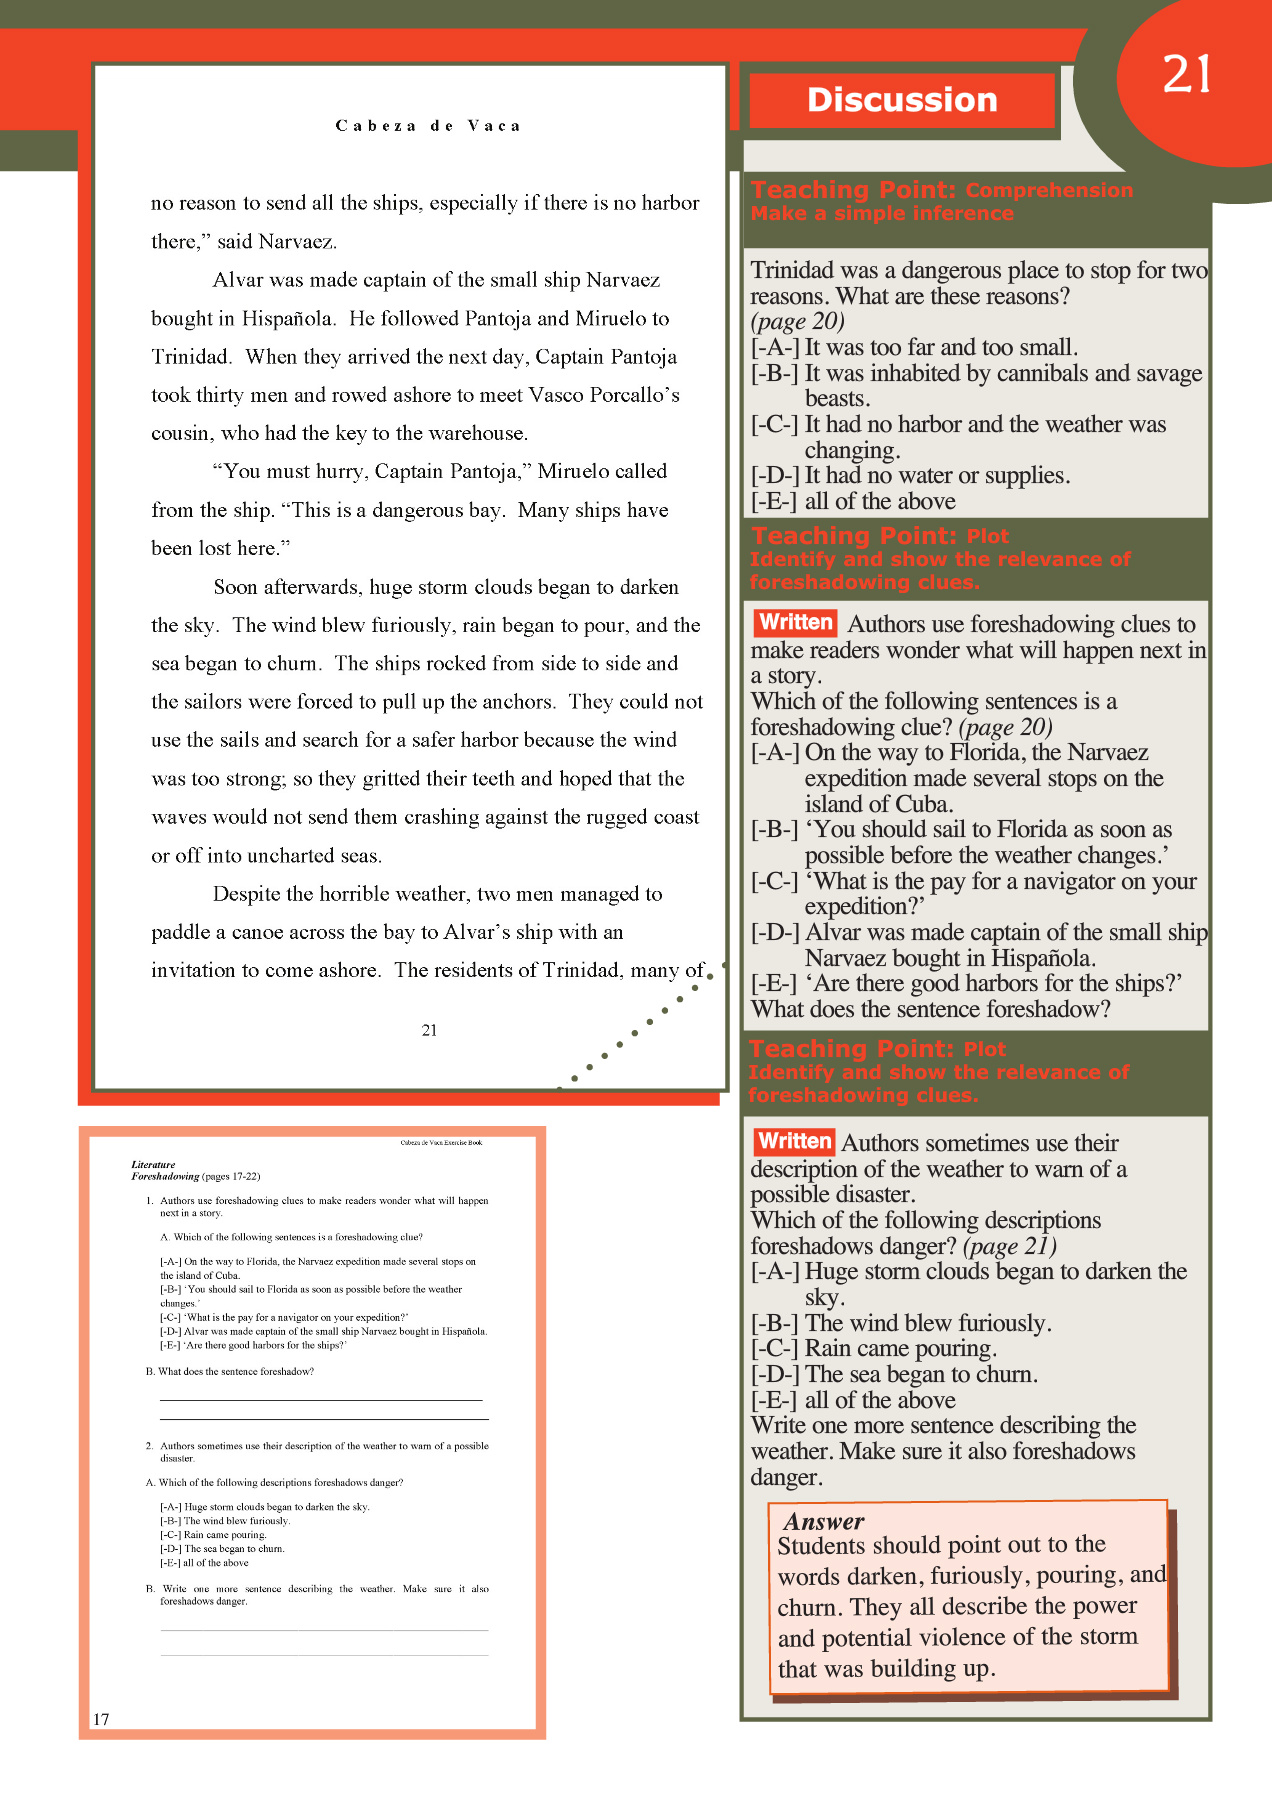 21
Cabeza de Vaca
no reason to send all the ships, especially if there is no harbor
there,” said Narvaez.
Alvar was made captain of the small ship Narvaez
bought in Hispañola. He followed Pantoja and Miruelo to
Trinidad. When they arrived the next day, Captain Pantoja
took thirty men and rowed ashore to meet Vasco Porcallo’s
cousin, who had the key to the warehouse.
“You must hurry, Captain Pantoja,” Miruelo called
from the ship. “This is a dangerous bay. Many ships have
been lost here.”
Soon afterwards, huge storm clouds began to darken
the sky. The wind blew furiously, rain began to pour, and the
sea began to churn. The ships rocked from side to side and
the sailors were forced to pull up the anchors. They could not
use the sails and search for a safer harbor because the wind
was too strong; so they gritted their teeth and hoped that the
waves would not send them crashing against the rugged coast
or off into uncharted seas.
Despite the horrible weather, two men managed to
paddle a canoe across the bay to Alvar’s ship with an
invitation to come ashore. The residents of Trinidad, many of
21
Discussion
Teaching Point: Comprehension
Make a simple inference
Trinidad was a dangerous place to stop for two
reasons. What are these reasons?
(page 20)
[-A-] It was too far and too small.
[-B-] It was inhabited by cannibals and savage
beasts.
[-C-] It had no harbor and the weather was
changing.
[-D-] It had no water or supplies.
[-E-] all of the above
Teaching Point: Plot
Identify and show the relevance of
foreshadowing clues.
Written Authors use foreshadowing clues to
make readers wonder what will happen next in
a story.
Which of the following sentences is a
foreshadowing clue? (page 20)
[-A-] On the way to Florida, the Narvaez
expedition made several stops on the
island of Cuba.
[-B-] ‘You should sail to Florida as soon as
possible before the weather changes.’
[-C-] ‘What is the pay for a navigator on your
expedition?’
[-D-] Alvar was made captain of the small ship
Narvaez bought in Hispañola.
[-E-] ‘Are there good harbors for the ships?’
What does the sentence foreshadow?
Teaching Point: Plot
Identify and show the relevance of
foreshadowing clues.
Written Authors sometimes use their
description of the weather to warn of a
possible disaster.
Which of the following descriptions
foreshadows danger? (page 21)
[-A-] Huge storm clouds began to darken the
sky.
[-B-] The wind blew furiously.
[-C-] Rain came pouring.
[-D-] The sea began to churn.
[-E-] all of the above
Write one more sentence describing the
weather. Make sure it also foreshadows
danger.
Answer
Students should point out to the
words darken, furiously, pouring, and
churn. They all describe the power
and potential violence of the storm
that was building up.
Cabeza de Vaca Exercise Book
Literature
Foreshadowing (pages 17-22)
1. Authors use foreshadowing clues to make readers wonder what will happen
next in a story.
A. Which of the following sentences is a foreshadowing clue?
[-A-] On the way to Florida, the Narvaez expedition made several stops on
the island of Cuba.
[-B-] ‘You should sail to Florida as soon as possible before the weather
changes.’
[-C-] ‘What is the pay for a navigator on your expedition?’
[-D-] Alvar was made captain of the small ship Narvaez bought in Hispañola.
[-E-] ‘Are there good harbors for the ships?’
B. What does the sentence foreshadow?
2. Authors sometimes use their description of the weather to warn of a possible
disaster.
A. Which of the following descriptions foreshadows danger?
[-A-] Huge storm clouds began to darken the sky.
[-B-] The wind blew furiously.
[-C-] Rain came pouring.
[-D-] The sea began to churn.
[-E-] all of the above
B. Write one more sentence describing the weather. Make sure it also
foreshadows danger.
17